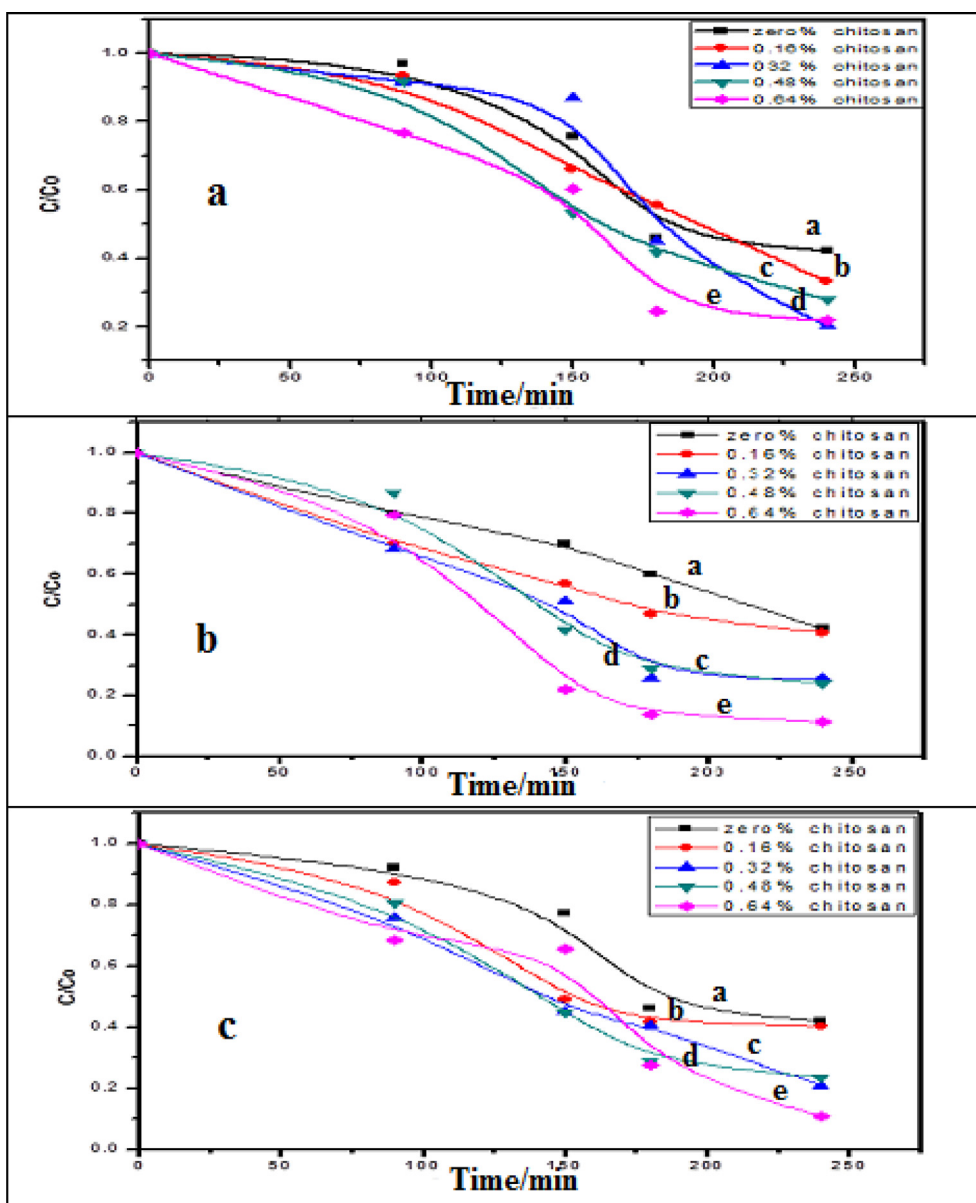 zero% chitosan
0.16% chitosan
032 % chitosan
0.48% chitosan
0.64% chitosan
1.0
0.8
0.6
0.4
0.2
C/Co
a
a
b
c
d
e
0 50 100 150 200 250
Time/min
zero% chitosan
0.16% chitosan
0.32% chitosan
0.48% chitosan
0.64% chitosan
1.0
0.8
0.6
0.4
0.2
0.0
C/Co
b
a
b
c
d
e
0 50 100 150 200 250
Time/min
zero% chitosan
0.16% chitosan
0.32% chitosan
0.48% chitosan
0.64% chitosan
1.0
0.8
0.6
0.4
0.2
0.0
C/Co
c
a
b
c
d
e
0 50 100 150 200 250
Time/min